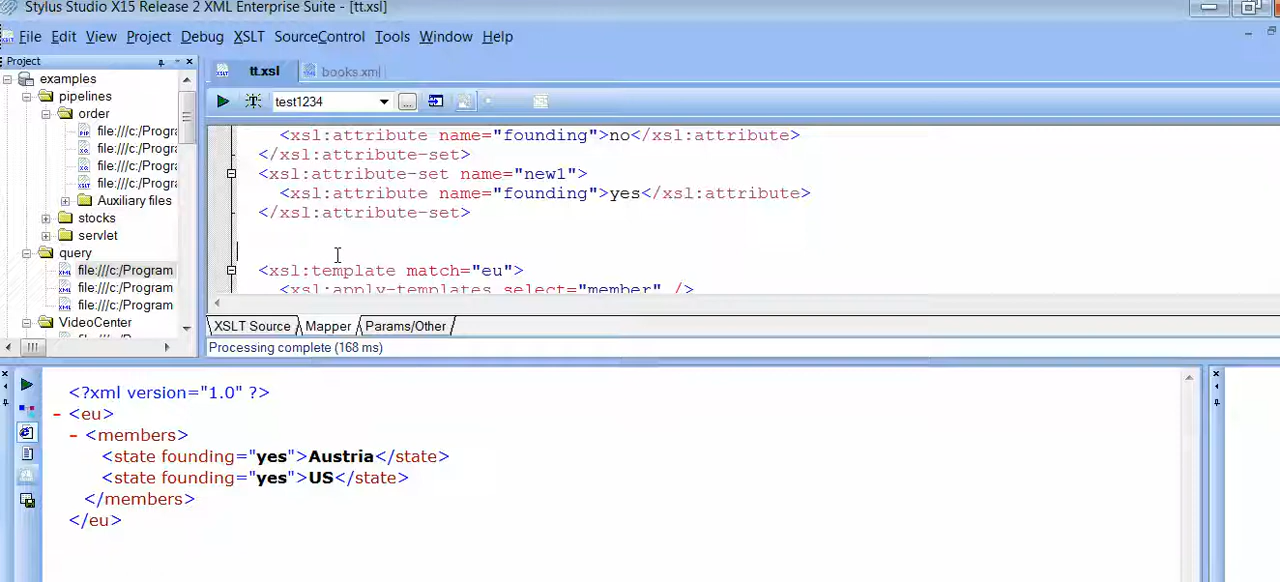 Stylus Studio X15 Release 2 XML Enterprise Suite - [tt.xsl]
File Edit View Project Debug XSLT SourceControl Tools Window Help
Project
tt.xsl books.xml
examples
pipelines
order
file:///c:/Progra
file:///c:/Progra
file:///c:/Progra
file:///c:/Progra
Auxiliary files
stocks
servlet
query
file:///c:/Program
file:///c:/Program
file:///c:/Program
VideoCenter
test1234 ...
<xsl:attribute name="founding">no</xsl:attribute>
</xsl:attribute-set>
<xsl:attribute-set name="new1">
<xsl:attribute name="founding">yes</xsl:attribute>
</xsl:attribute-set>
<xsl:template match="eu">
<xsl:apply-templates select="member" />
XSLT Source Mapper Params/Other
Processing complete (168 ms)
<?xml version="1.0" ?>
- <eu>
- <members>
<state founding="yes">Austria</state>
<state founding="yes">US</state>
</members>
</eu>